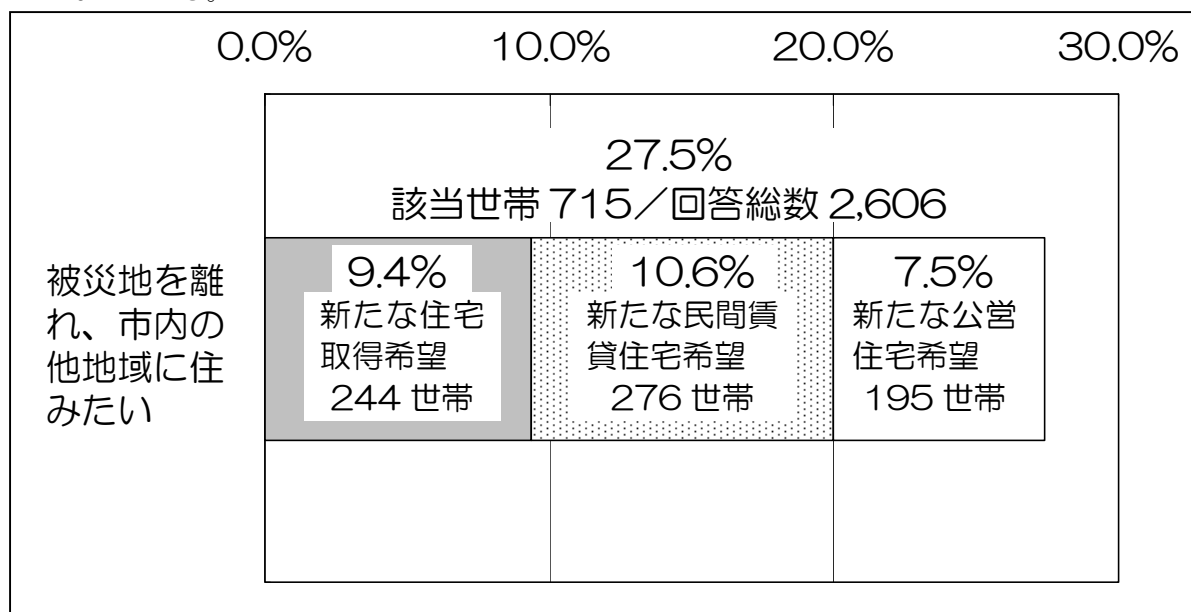 0.0% 10.0% 20.0% 30.0%
27.5%
該当世帯 715／回答総数 2,606
被災地を離
れ、市内の
他地域に住
みたい
9.4%
新たな住宅
取得希望
244 世帯
10.6%
新たな民間賃
貸住宅希望
276 世帯
7.5%
新たな公営
住宅希望
195 世帯